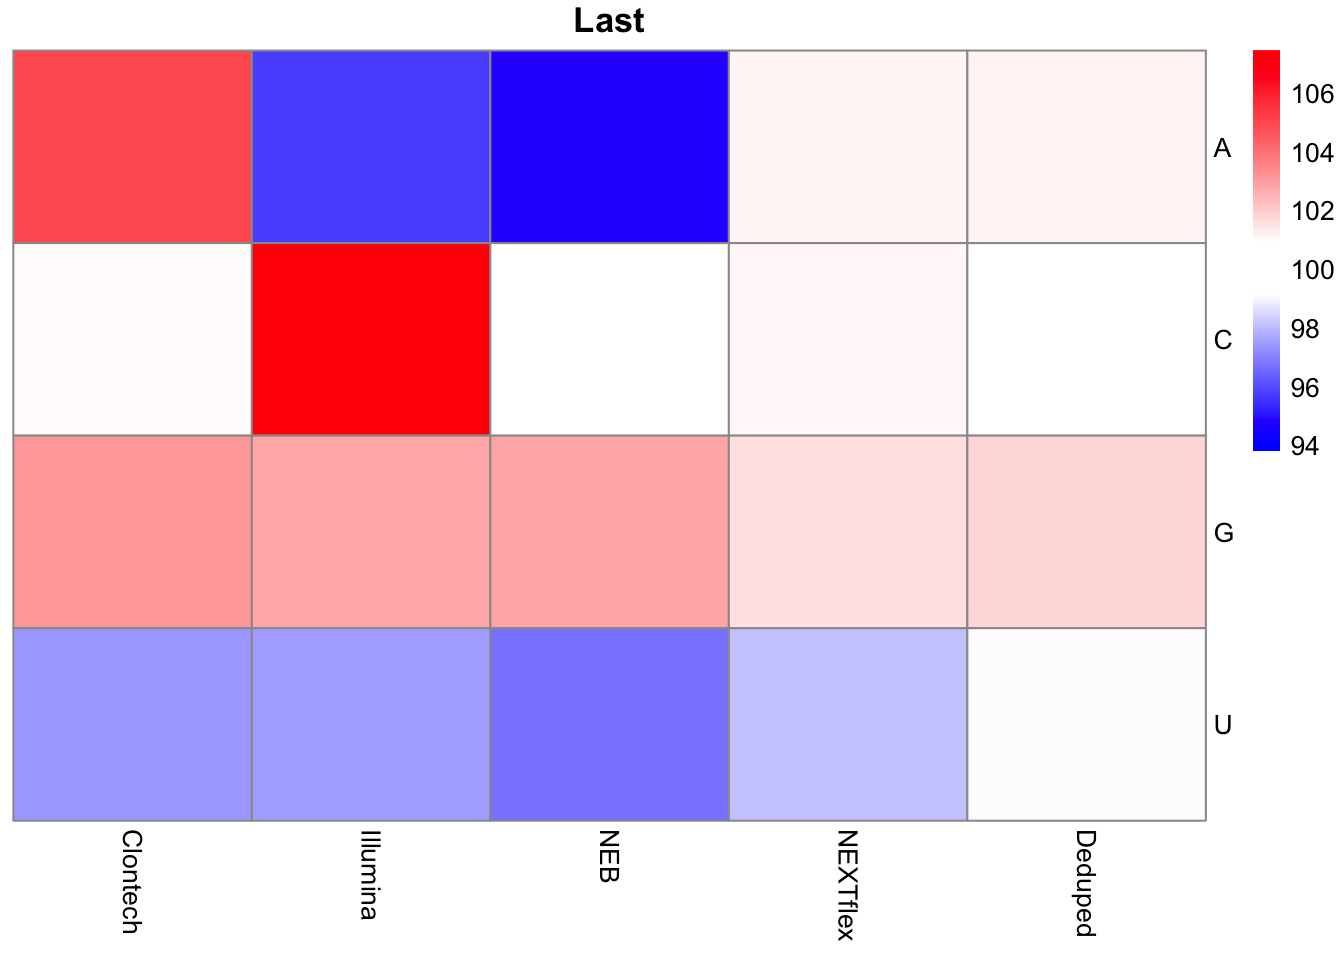 Last
106
104
102
100
98
96
94
A
C
G
U
Clontech
Illumina
NEB
NEXTflex
Deduped